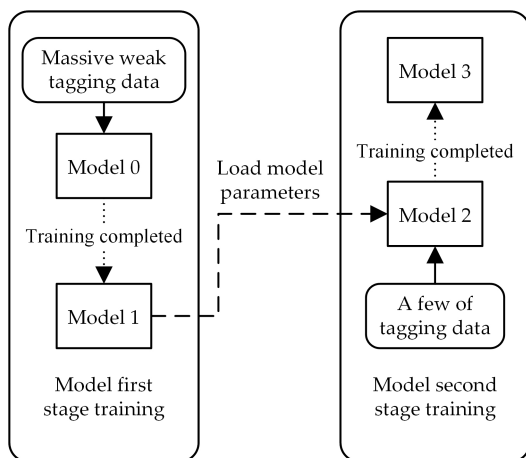 Massive weak
tagging data
Model 0
Training completed
Model 1
Model first
stage training
Load model
parameters
Model 3
Training completed
Model 2
A few of
tagging data
Model second
stage training